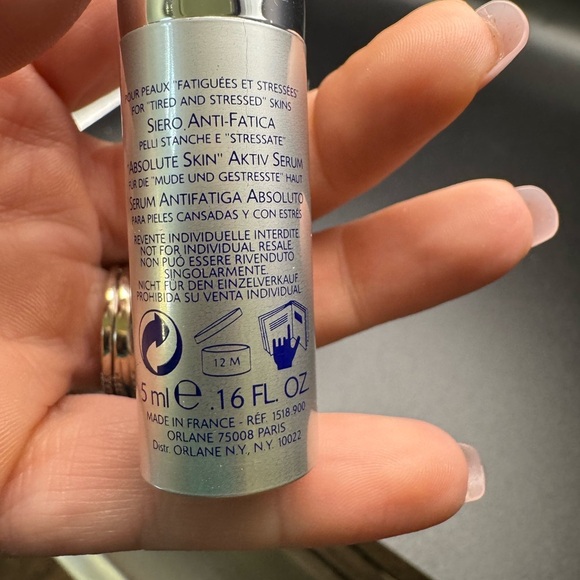 POUR PEAUX "FATIGUÉES ET STRESSÉES"
FOR "TIRED AND STRESSED" SKINS
SIERO ANTI-FATICA
PELLI STANCHE E "STRESSATE"
"ABSOLUTE SKIN" AKTIV SERUM
FÜR DIE "MUDE UND GESTRESSTE" HAUT
SERUM ANTIFATIGA ABSOLUTO
PARA PIELES CANSADAS Y CON ESTRÉS
REVENTE INDIVIDUELLE INTERDITE.
NOT FOR INDIVIDUAL RESALE.
NON PUÒ ESSERE RIVENDUTO
SINGOLARMENTE.
NICHT FÜR DEN EINZELVERKAUF.
PROHIBIDA SU VENTA INDIVIDUAL.
12 M
5 ml e .16 FL. OZ
MADE IN FRANCE - RÉF. 1518.900
ORLANE 75008 PARIS
Distr. ORLANE N.Y., N.Y. 10022